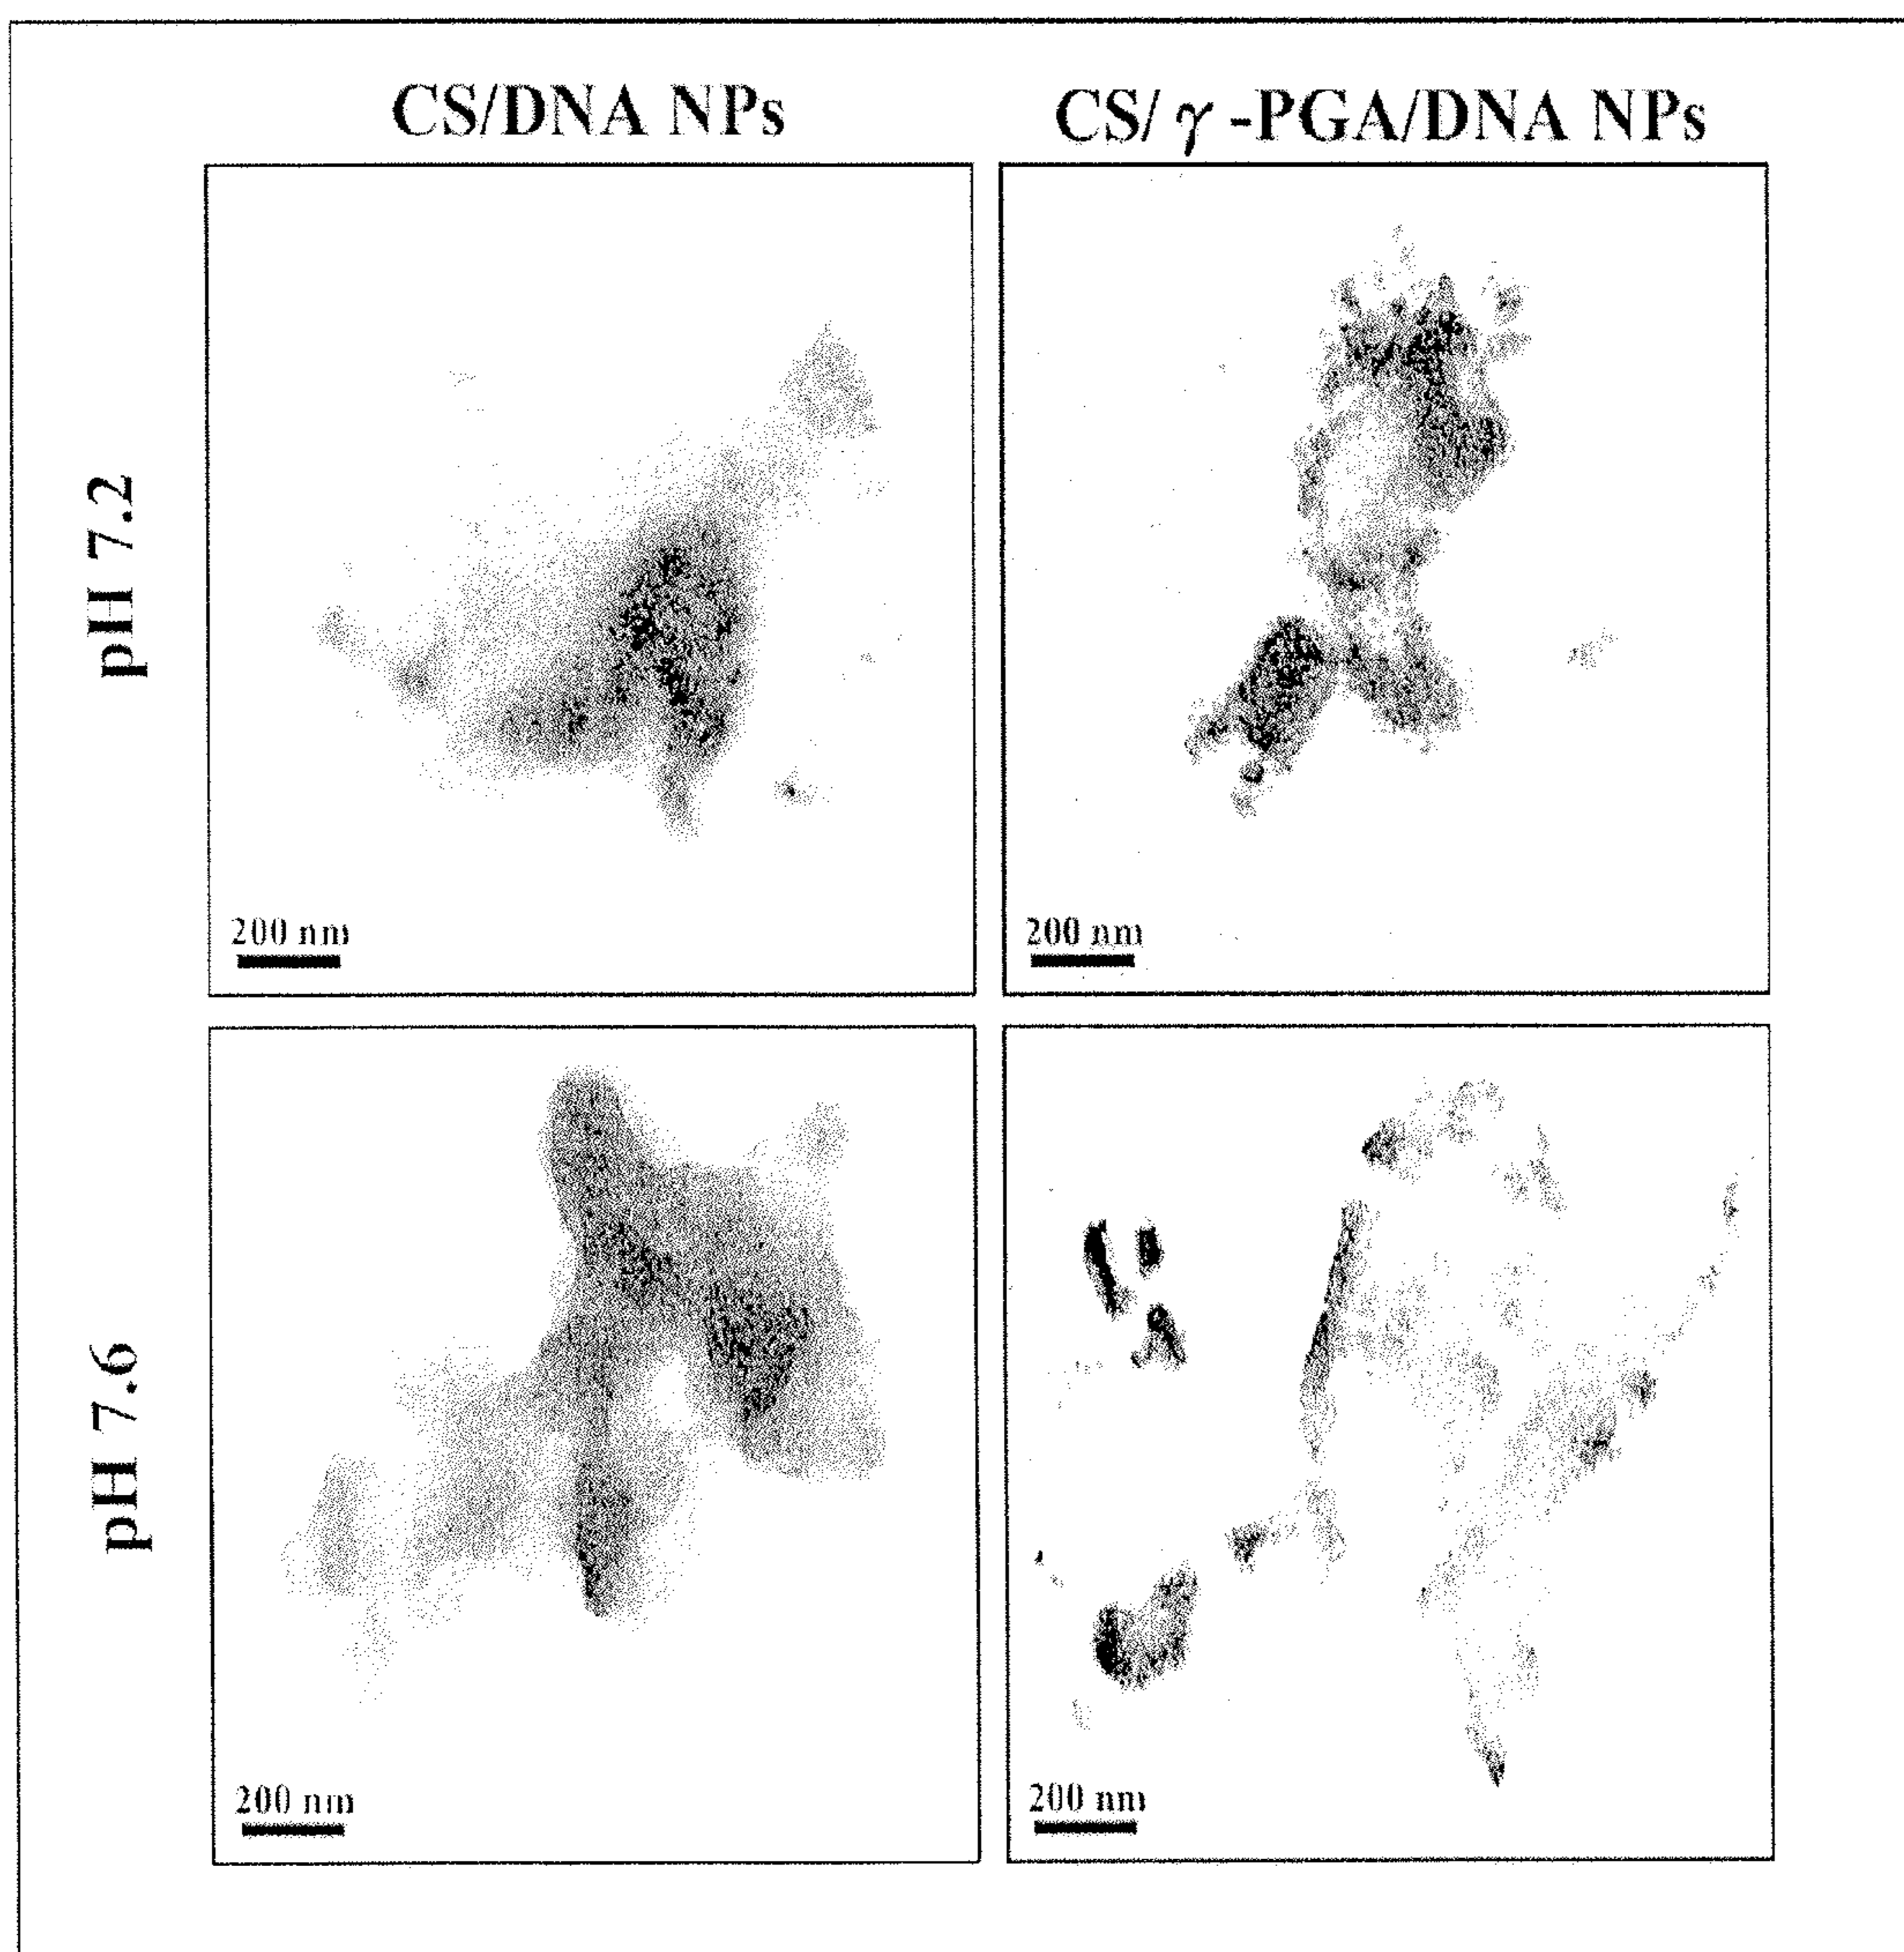 CS/DNA NPs
CS/ γ -PGA/DNA NPs
pH 7.2
200 nm
200 nm
pH 7.6
200 nm
200 nm